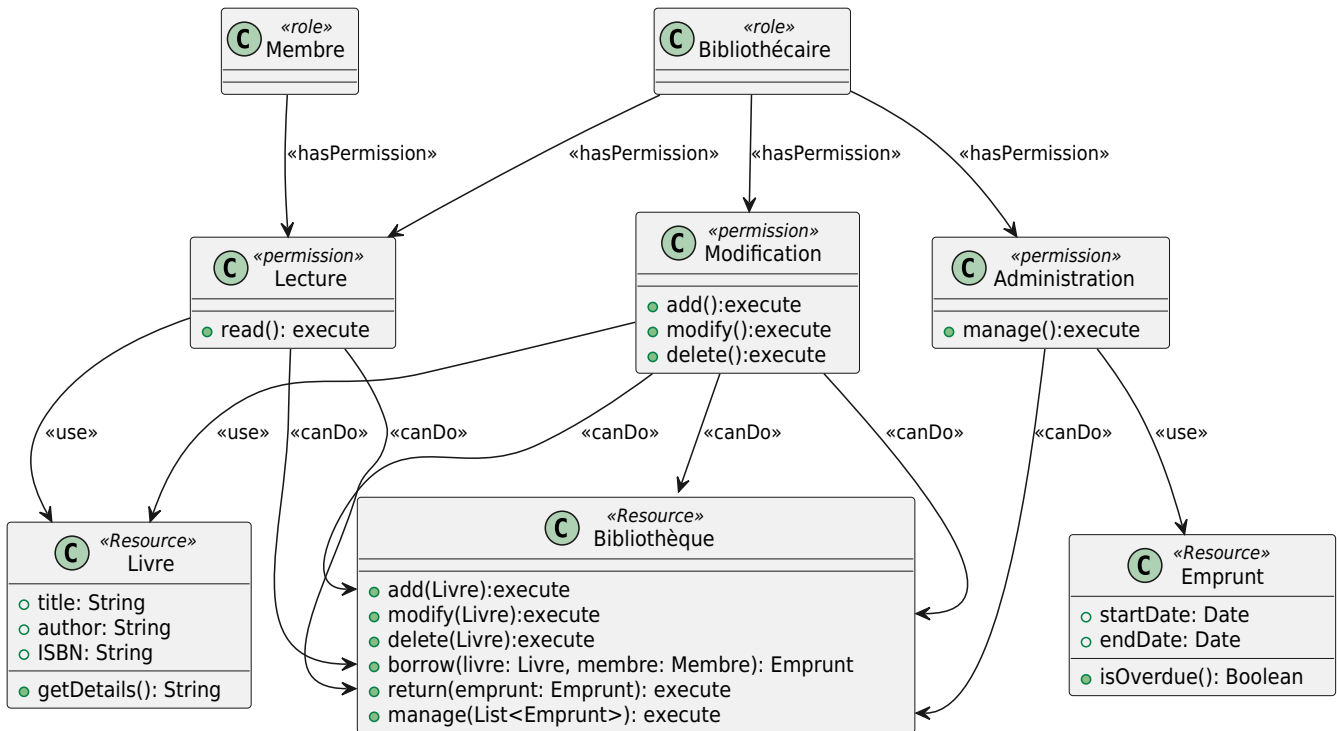 C «role»
Membre
C «role»
Bibliothécaire
«hasPermission»
«hasPermission»
«hasPermission»
«hasPermission»
C «permission»
Lecture
read(): execute
C «permission»
Modification
add():execute
modify():execute
delete():execute
C «permission»
Administration
manage():execute
«use»
«use»
«canDo»
«canDo»
«canDo»
«canDo»
«canDo»
«canDo»
«use»
C «Resource»
Livre
title: String
author: String
ISBN: String
getDetails(): String
C «Resource»
Bibliothèque
add(Livre):execute
modify(Livre):execute
delete(Livre):execute
borrow(livre: Livre, membre: Membre): Emprunt
return(emprunt: Emprunt): execute
manage(List<Emprunt>): execute
C «Resource»
Emprunt
startDate: Date
endDate: Date
isOverdue(): Boolean